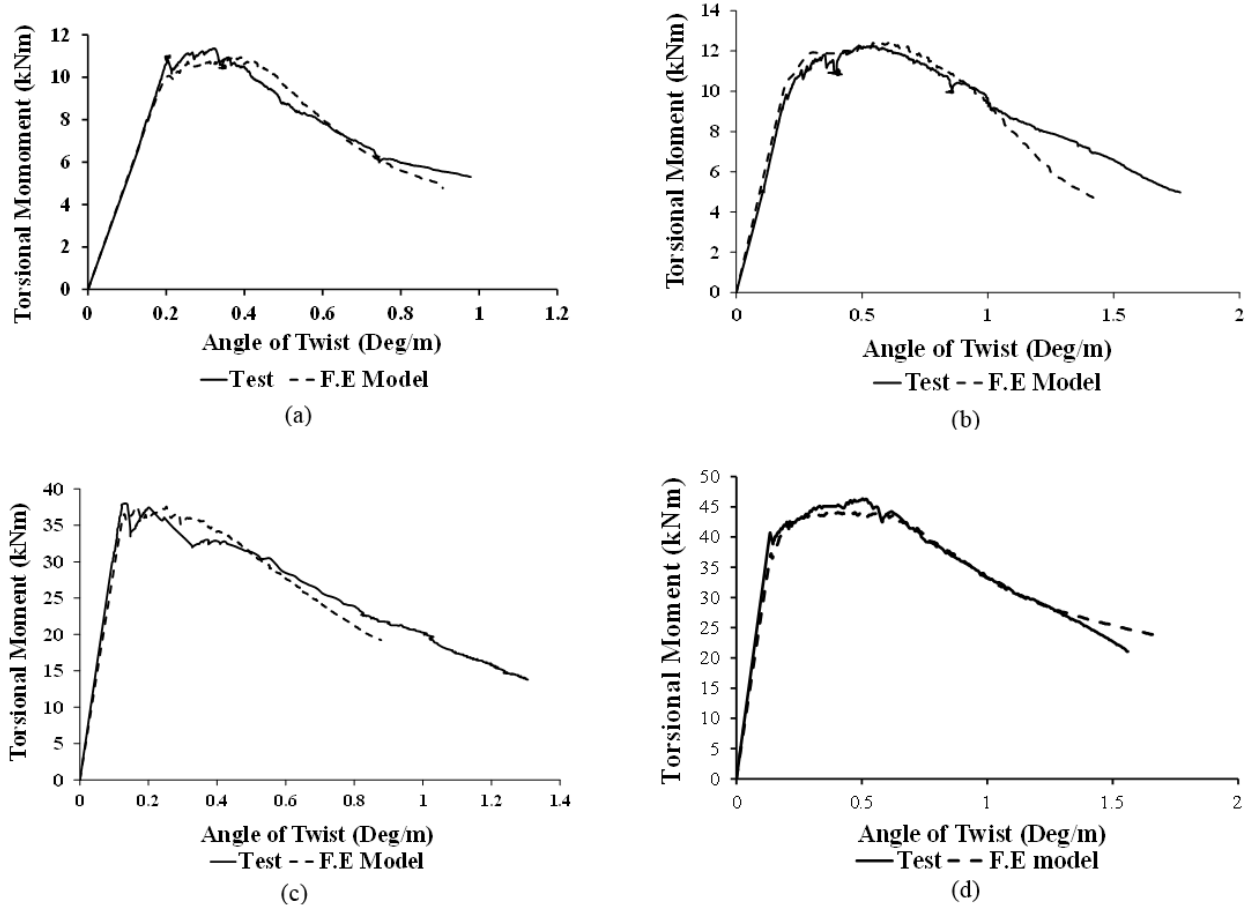 Torsional Momoment (kNm)
12
10
8
6
4
2
0
0 0.2 0.4 0.6 0.8 1 1.2
Angle of Twist (Deg/m)
Test F.E Model
(a)
Torsional Moment (kNm)
14
12
10
8
6
4
2
0
0 0.5 1 1.5 2
Angle of Twist (Deg/m)
Test F.E Model
(b)
Torsional Moment (kNm)
40
35
30
25
20
15
10
5
0
0 0.2 0.4 0.6 0.8 1 1.2 1.4
Angle of Twist (Deg/m)
Test F.E Model
(c)
Torsional Moment (kNm)
50
45
40
35
30
25
20
15
10
5
0
0 0.5 1 1.5 2
Angle of Twist (Deg/m)
Test F.E model
(d)